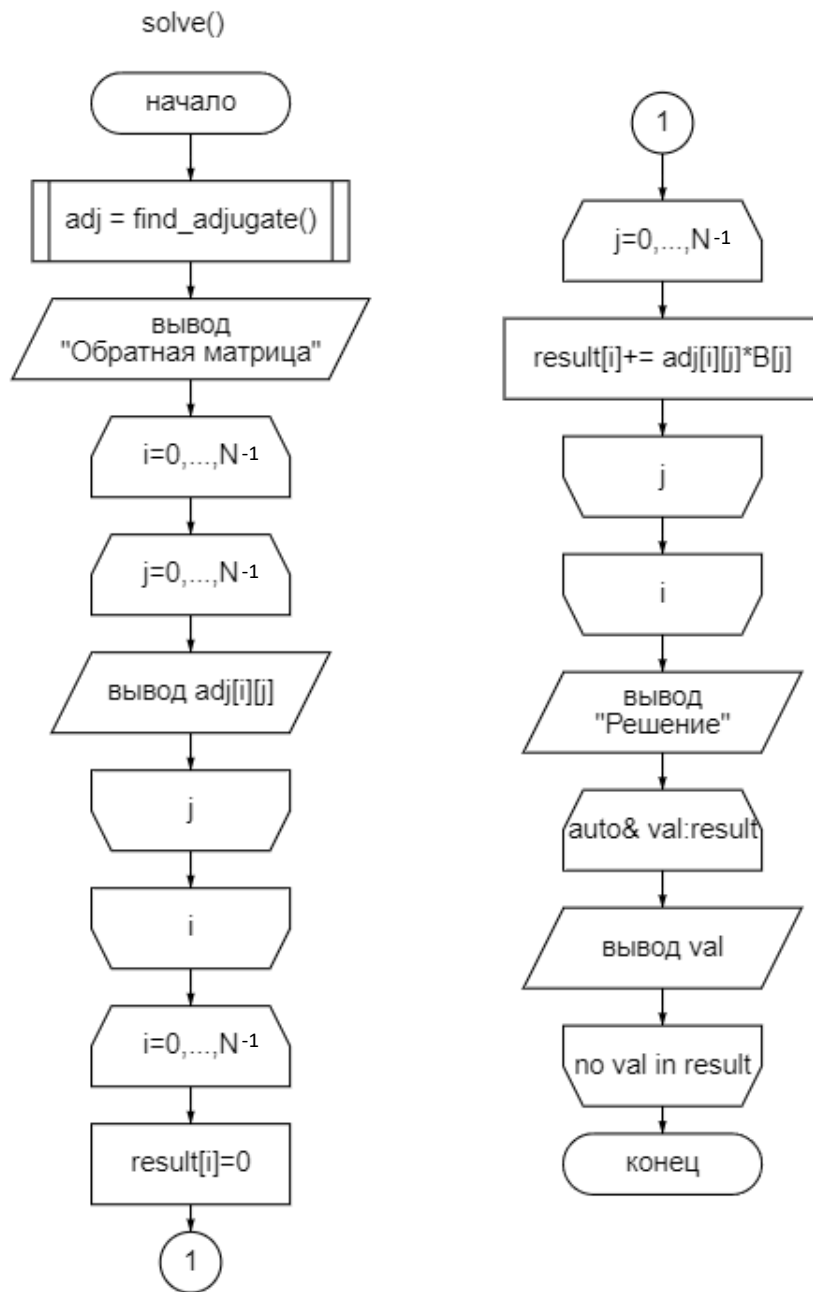 solve()
начало
adj = find_adjugate()
вывод
"Обратная матрица"
i=0,...,N-1
j=0,...,N-1
вывод adj[i][j]
j
i
i=0,...,N-1
result[i]=0
1
1
j=0,...,N-1
result[i]+= adj[i][j]*B[j]
j
i
вывод
"Решение"
auto& val:result
вывод val
no val in result
конец